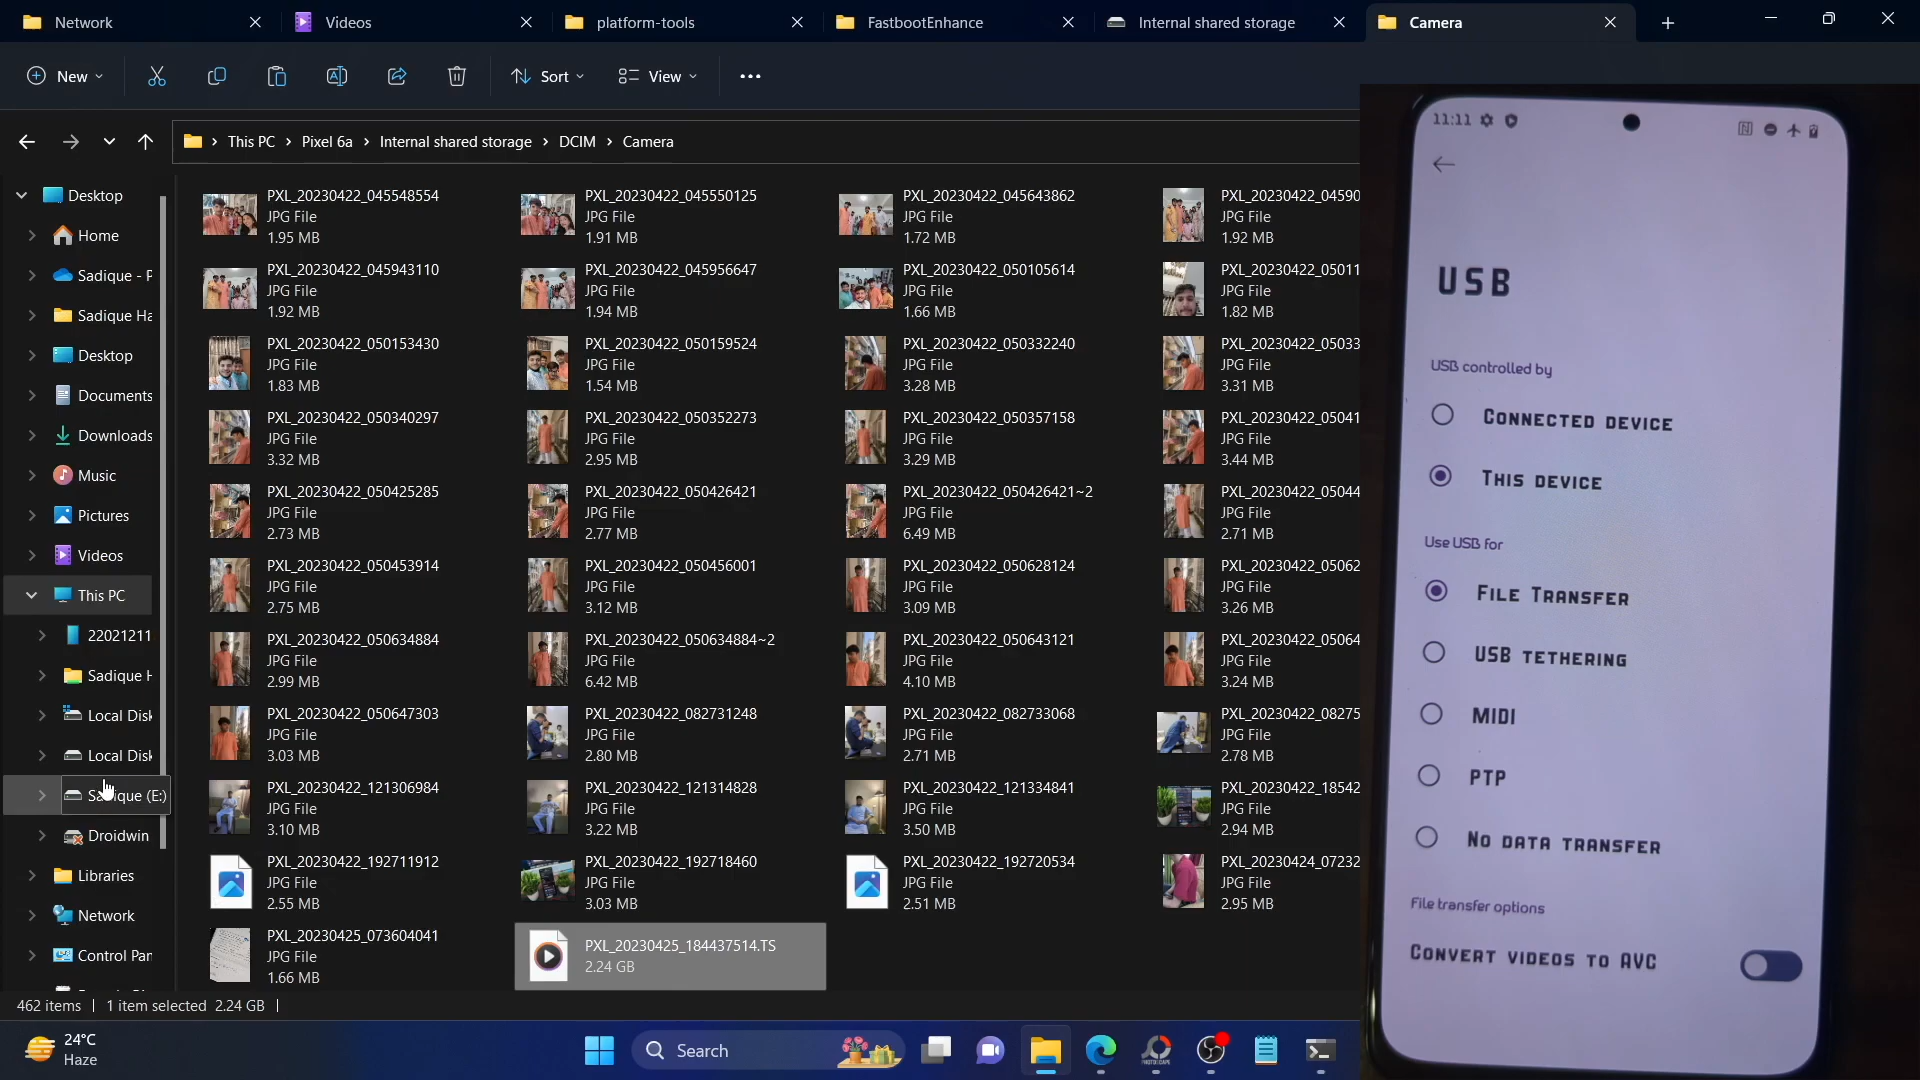 Network
Videos
platform-tools
FastbootEnhance
Internal shared storage
Camera
New
Sort
View
This PC > Pixel 6a > Internal shared storage > DCIM > Camera
Desktop
Home
Sadique - P
Sadique Ha
Desktop
Documents
Downloads
Music
Pictures
Videos
This PC
22021211
Sadique H
Local Disk
Local Disk
Sadique (E:)
Droidwin
Libraries
Network
Control Pan
PXL_20230422_045548554
JPG File
1.95 MB
PXL_20230422_045550125
JPG File
1.91 MB
PXL_20230422_045643862
JPG File
1.72 MB
PXL_20230422_04590
JPG File
1.92 MB
PXL_20230422_045943110
JPG File
1.92 MB
PXL_20230422_045956647
JPG File
1.94 MB
PXL_20230422_050105614
JPG File
1.66 MB
PXL_20230422_05011
JPG File
1.82 MB
PXL_20230422_050153430
JPG File
1.83 MB
PXL_20230422_050159524
JPG File
1.54 MB
PXL_20230422_050332240
JPG File
3.28 MB
PXL_20230422_05033
JPG File
3.31 MB
PXL_20230422_050340297
JPG File
3.32 MB
PXL_20230422_050352273
JPG File
2.95 MB
PXL_20230422_050357158
JPG File
3.29 MB
PXL_20230422_05041
JPG File
3.44 MB
PXL_20230422_050425285
JPG File
2.73 MB
PXL_20230422_050426421
JPG File
2.77 MB
PXL_20230422_050426421~2
JPG File
6.49 MB
PXL_20230422_05044
JPG File
2.71 MB
PXL_20230422_050453914
JPG File
2.75 MB
PXL_20230422_050456001
JPG File
3.12 MB
PXL_20230422_050628124
JPG File
3.09 MB
PXL_20230422_05062
JPG File
3.26 MB
PXL_20230422_050634884
JPG File
2.99 MB
PXL_20230422_050634884~2
JPG File
6.42 MB
PXL_20230422_050643121
JPG File
4.10 MB
PXL_20230422_05064
JPG File
3.24 MB
PXL_20230422_050647303
JPG File
3.03 MB
PXL_20230422_082731248
JPG File
2.80 MB
PXL_20230422_082733068
JPG File
2.71 MB
PXL_20230422_08275
JPG File
2.78 MB
PXL_20230422_121306984
JPG File
3.10 MB
PXL_20230422_121314828
JPG File
3.22 MB
PXL_20230422_121334841
JPG File
3.50 MB
PXL_20230422_18542
JPG File
2.94 MB
PXL_20230422_192711912
JPG File
2.55 MB
PXL_20230422_192718460
JPG File
3.03 MB
PXL_20230422_192720534
JPG File
2.51 MB
PXL_20230424_07232
JPG File
2.95 MB
PXL_20230425_073604041
JPG File
1.66 MB
PXL_20230425_184437514.TS
2.24 GB
462 items
1 item selected 2.24 GB
24°C
Haze
Search
11:11
USB
USB controlled by
CONNECTED DEVICE
THIS DEVICE
Use USB for
FILE TRANSFER
USB TETHERING
MIDI
PTP
NO DATA TRANSFER
File transfer options
CONVERT VIDEOS TO AVC